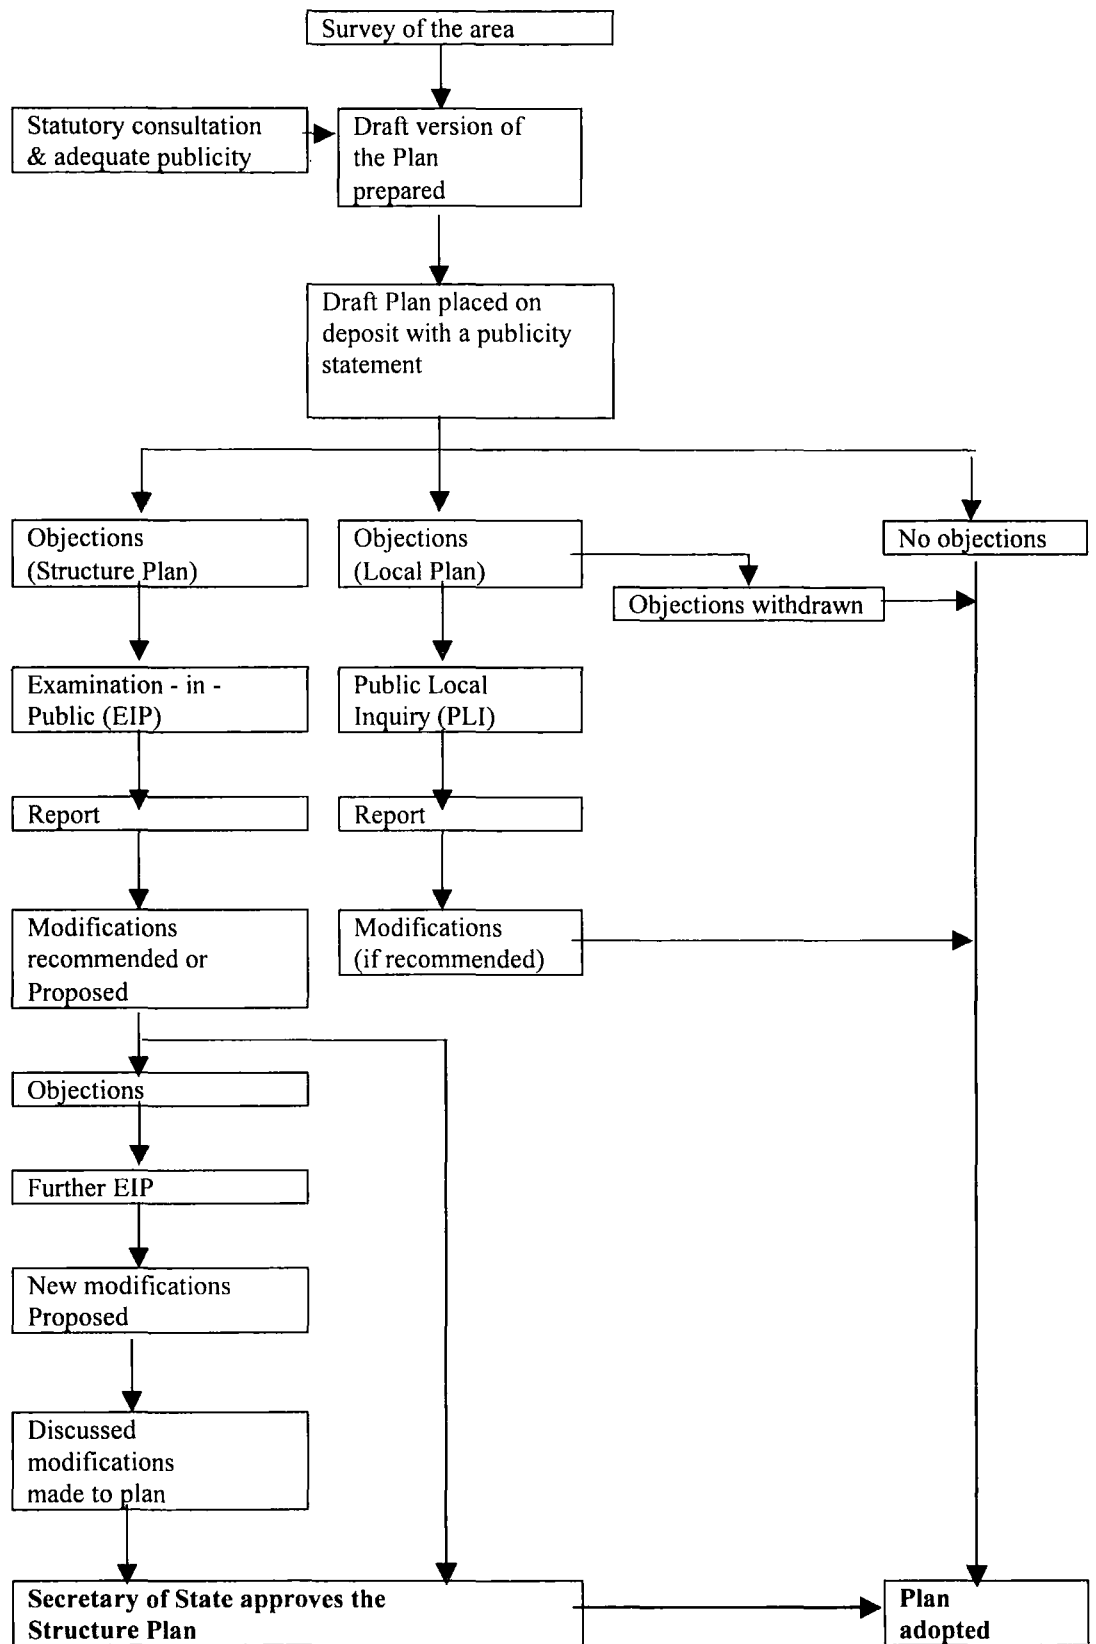 Survey of the area
Statutory consultation
& adequate publicity
Draft version of
the Plan
prepared
Draft Plan placed on
deposit with a publicity
statement
Objections
(Structure Plan)
Objections
(Local Plan)
No objections
Objections withdrawn
Examination - in -
Public (EIP)
Public Local
Inquiry (PLI)
Report
Report
Modifications
recommended or
Proposed
Modifications
(if recommended)
Objections
Further EIP
New modifications
Proposed
Discussed
modifications
made to plan
Secretary of State approves the
Structure Plan
Plan
adopted